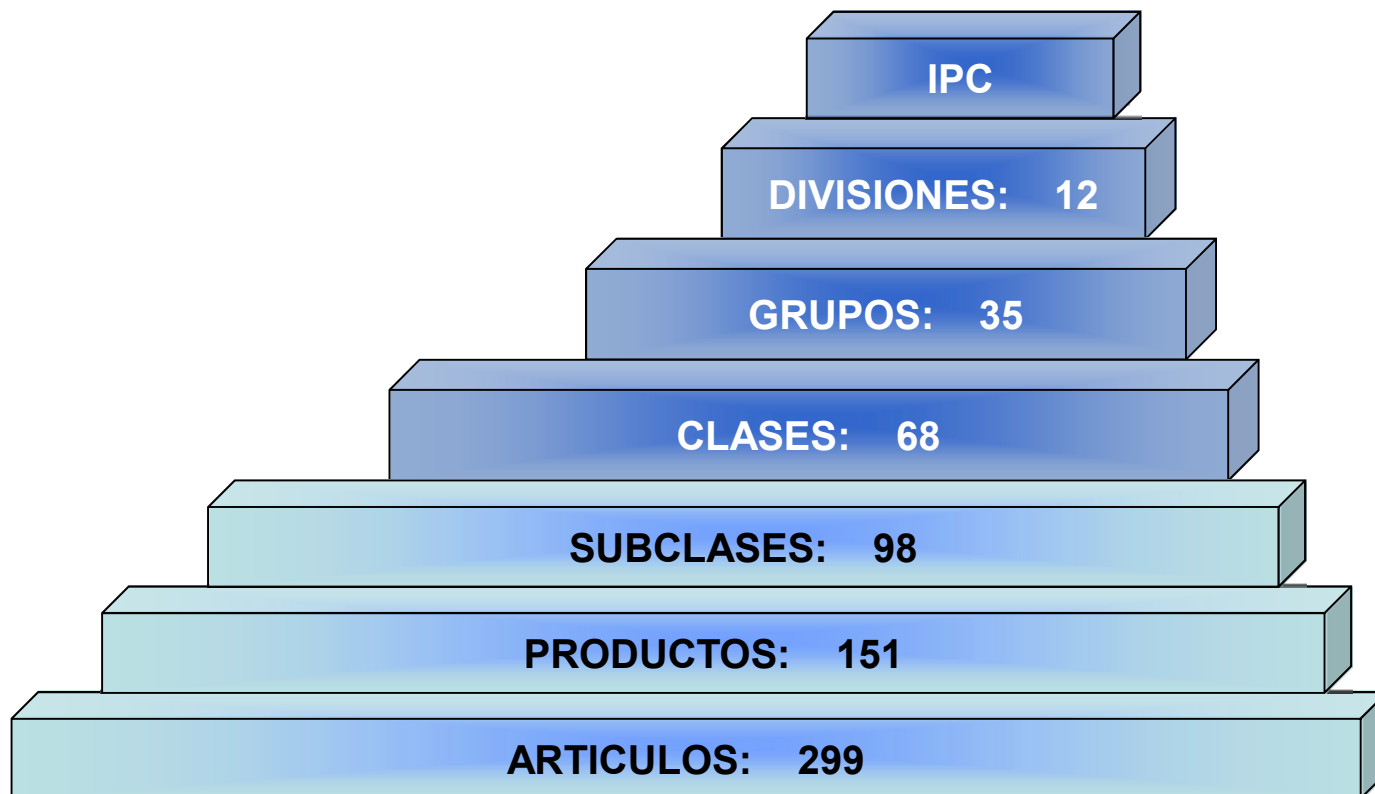 IPC
DIVISIONES: 12
GRUPOS: 35
CLASES: 68
SUBCLASES: 98
PRODUCTOS: 151
ARTICULOS: 299